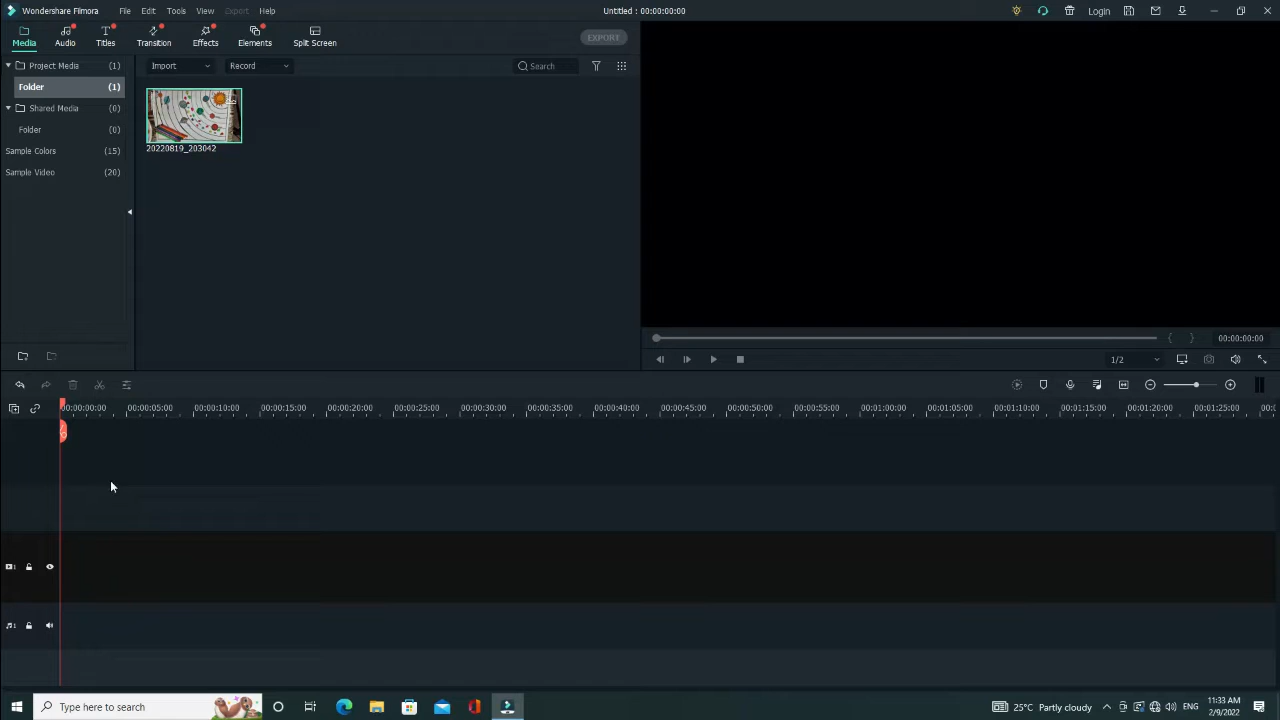 Wondershare Filmora File Edit Tools View Export Help Untitled : 00:00:00:00 Login
Media Audio Titles Transition Effects Elements Split Screen EXPORT
Project Media (1) Import Record Search
Folder (1)
Shared Media (0)
Folder (0)
Sample Colors (15) 20220819_203042
Sample Video (20)
00:00:00:00
1/2
00:00:00:00 00:00:05:00 00:00:10:00 00:00:15:00 00:00:20:00 00:00:25:00 00:00:30:00 00:00:35:00 00:00:40:00 00:00:45:00 00:00:50:00 00:00:55:00 00:01:00:00 00:01:05:00 00:01:10:00 00:01:15:00 00:01:20:00 00:01:25:00
1
1
Type here to search 25°C Partly cloudy ENG 11:33 AM
2/9/2022